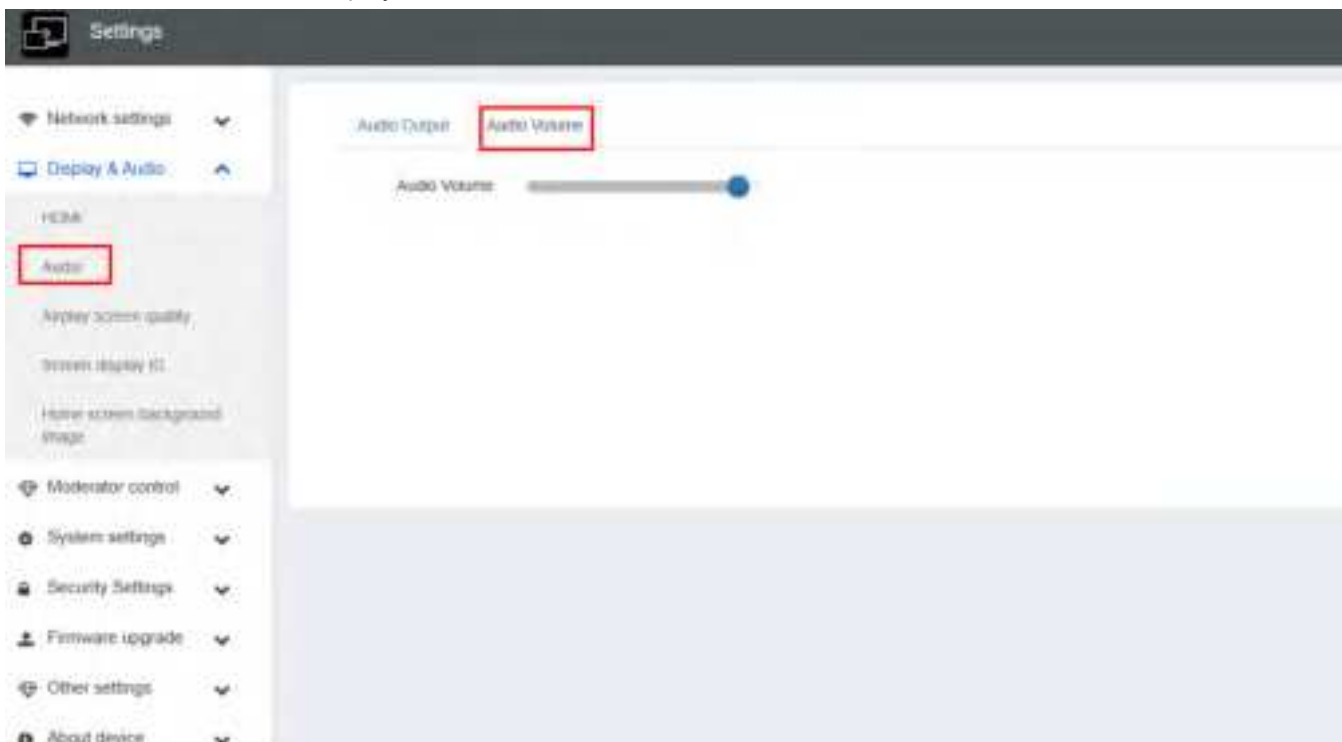 Settings
Network settings
Display & Audio
HDMI
Audio
Airplay screen quality
Screen display
Home screen background
image
Moderator control
System settings
Security Settings
Firmware upgrade
Other settings
About device
Audio Output Audio Volume
Audio Volume